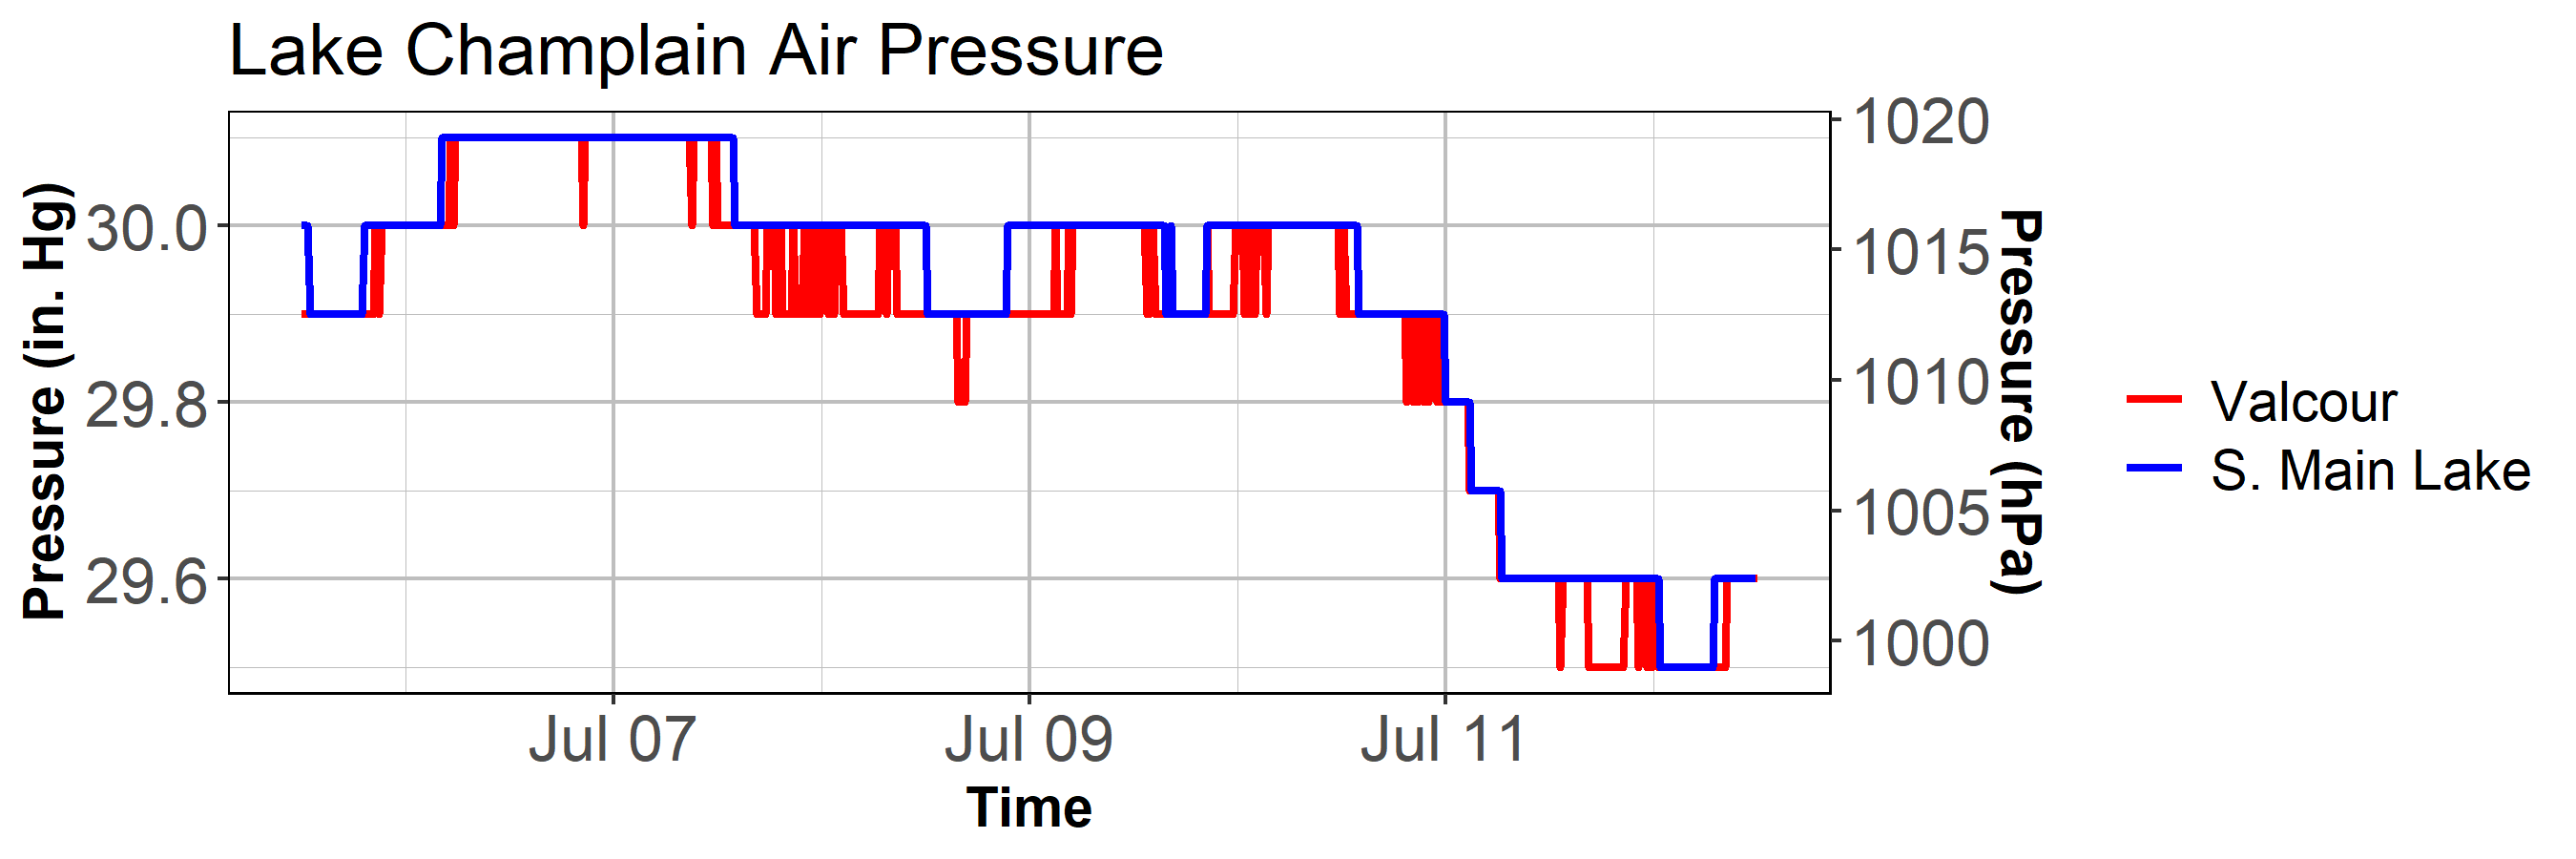 Lake Champlain Air Pressure
Pressure (in. Hg)
30.0
29.8
29.6
1020
1015
1010
1005
1000
Pressure (hPa)
Jul 07
Jul 09
Jul 11
Time
Valcour
S. Main Lake